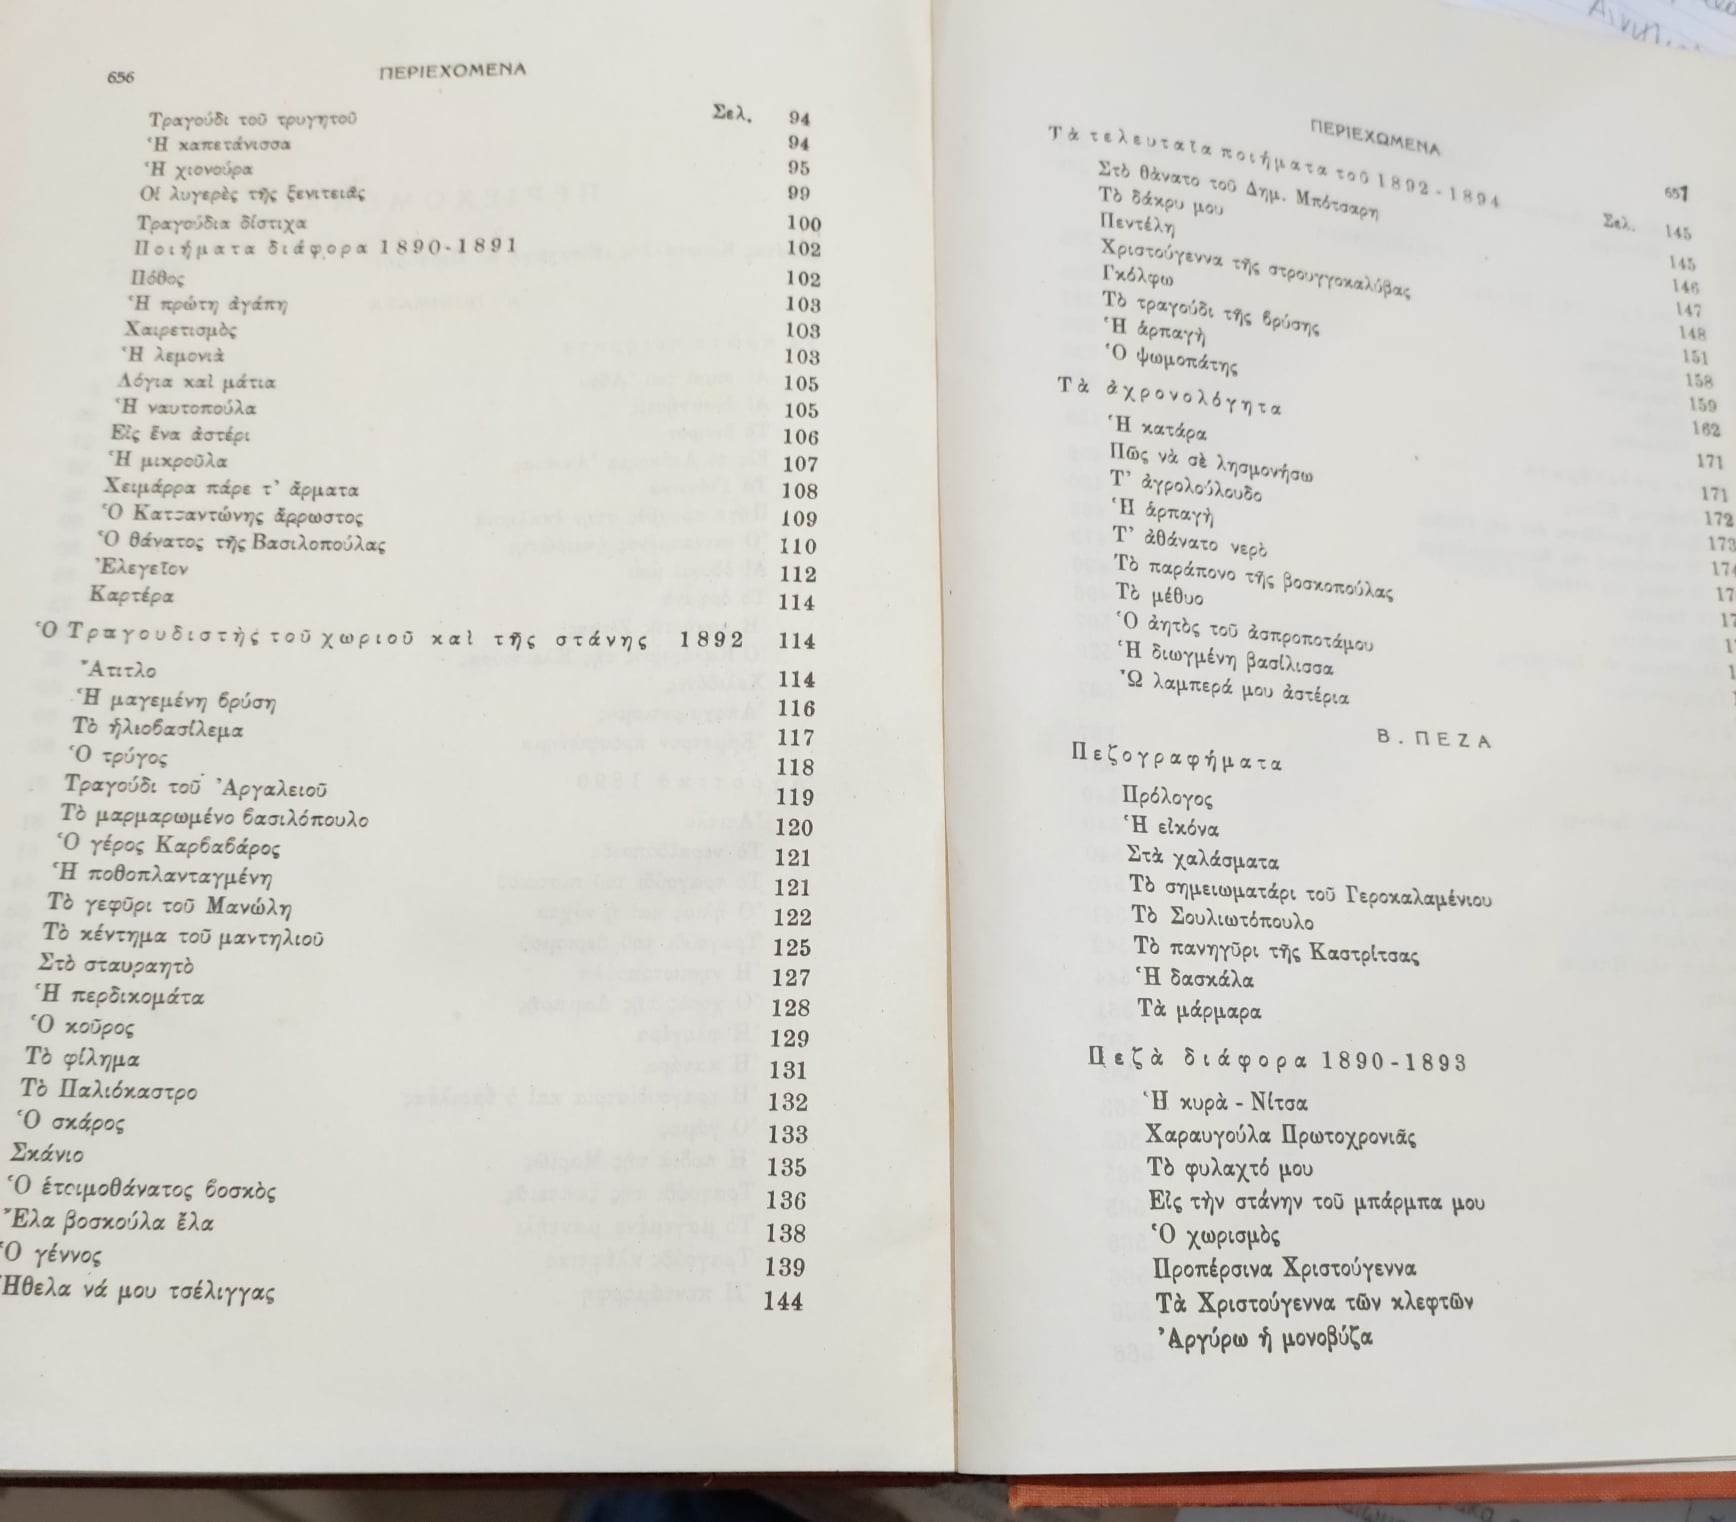 656 ΠΕΡΙΕΧΟΜΕΝΑ
Σελ.
Τραγούδι τοῦ τρυγητοῦ 94
Ἡ καπετάνισσα 94
Ἡ χιονούρα 95
Οἱ λυγερὲς τῆς ξενιτειᾶς 99
Τραγούδια δίστιχα 100
Ποιήματα διάφορα 1890-1891 102
Πόθος 102
Ἡ πρώτη ἀγάπη 103
Χαιρετισμὸς 103
Ἡ λεμονιὰ 103
Λόγια καὶ μάτια 105
Ἡ ναυτοπούλα 105
Εἰς ἕνα ἀστέρι 106
Ἡ μικροῦλα 107
Χειμάρρα πάρε τ' ἄρματα 108
Ὁ Κατσαντώνης ἄρρωστος 109
Ὁ θάνατος τῆς Βασιλοπούλας 110
Ἐλεγεῖον 112
Καρτέρα 114
Ὁ Τραγουδιστὴς τοῦ χωριοῦ καὶ τῆς στάνης 1892 114
Ἄτιτλο 114
Ἡ μαγεμένη βρύση 116
Τὸ ἡλιοβασίλεμα 117
Ὁ τρύγος 118
Τραγούδι τοῦ Ἀργαλειοῦ 119
Τὸ μαρμαρωμένο βασιλόπουλο 120
Ὁ γέρος Καρβαβάρος 121
Ἡ ποθοπλανταγμένη 121
Τὸ γεφῦρι τοῦ Μανώλη 122
Τὸ κέντημα τοῦ μαντηλιοῦ 125
Στὸ σταυραητὸ 127
Ἡ περδικομάτα 128
Ὁ κοῦρος 129
Τὸ φίλημα 131
Τὸ Παλιόκαστρο 132
Ὁ σκάρος 133
Σκάνιο 135
Ὁ ἑτοιμοθάνατος βοσκὸς 136
Ἔλα βοσκούλα ἔλα 138
Ὁ γέννος 139
Ἤθελα νά μου τσέλιγγας 144
ΠΕΡΙΕΧΩΜΕΝΑ 657
Σελ.
Τὰ τελευταῖα ποιήματα τοῦ 1892-1894 145
Στὸ θάνατο τοῦ Δημ. Μπότσαρη 145
Τὸ δάκρυ μου 146
Πεντέλη 147
Χριστούγεννα τῆς στρουγγοκαλύβας 148
Γκόλφω 151
Τὸ τραγούδι τῆς βρύσης 158
Ἡ ἁρπαγὴ 159
Ὁ ψωμοπάτης 162
Τὰ ἀχρονολόγητα 171
Ἡ κατάρα 171
Πῶς νὰ σὲ λησμονήσω 172
Τ' ἀγρολούλουδο 173
Ἡ ἁρπαγὴ
Τ' ἀθάνατο νερὸ
Τὸ παράπονο τῆς βοσκοπούλας
Τὸ μέθυο
Ὁ ἀητὸς τοῦ ἀσπροποτάμου
Ἡ διωγμένη βασίλισσα
Ὦ λαμπερά μου ἀστέρια
Β. ΠΕΖΑ
Πεζογραφήματα
Πρόλογος
Ἡ εἰκόνα
Στὰ χαλάσματα
Τὸ σημειωματάρι τοῦ Γεροκαλαμένιου
Τὸ Σουλιωτόπουλο
Τὸ πανηγῦρι τῆς Καστρίτσας
Ἡ δασκάλα
Τὰ μάρμαρα
Πεζὰ διάφορα 1890-1893
Ἡ κυρὰ - Νίτσα
Χαραυγούλα Πρωτοχρονιᾶς
Τὸ φυλαχτό μου
Εἰς τὴν στάνην τοῦ μπάρμπα μου
Ὁ χωρισμὸς
Προπέρσινα Χριστούγεννα
Τὰ Χριστούγεννα τῶν κλεφτῶν
Ἀργύρω ἡ μονοβύζα